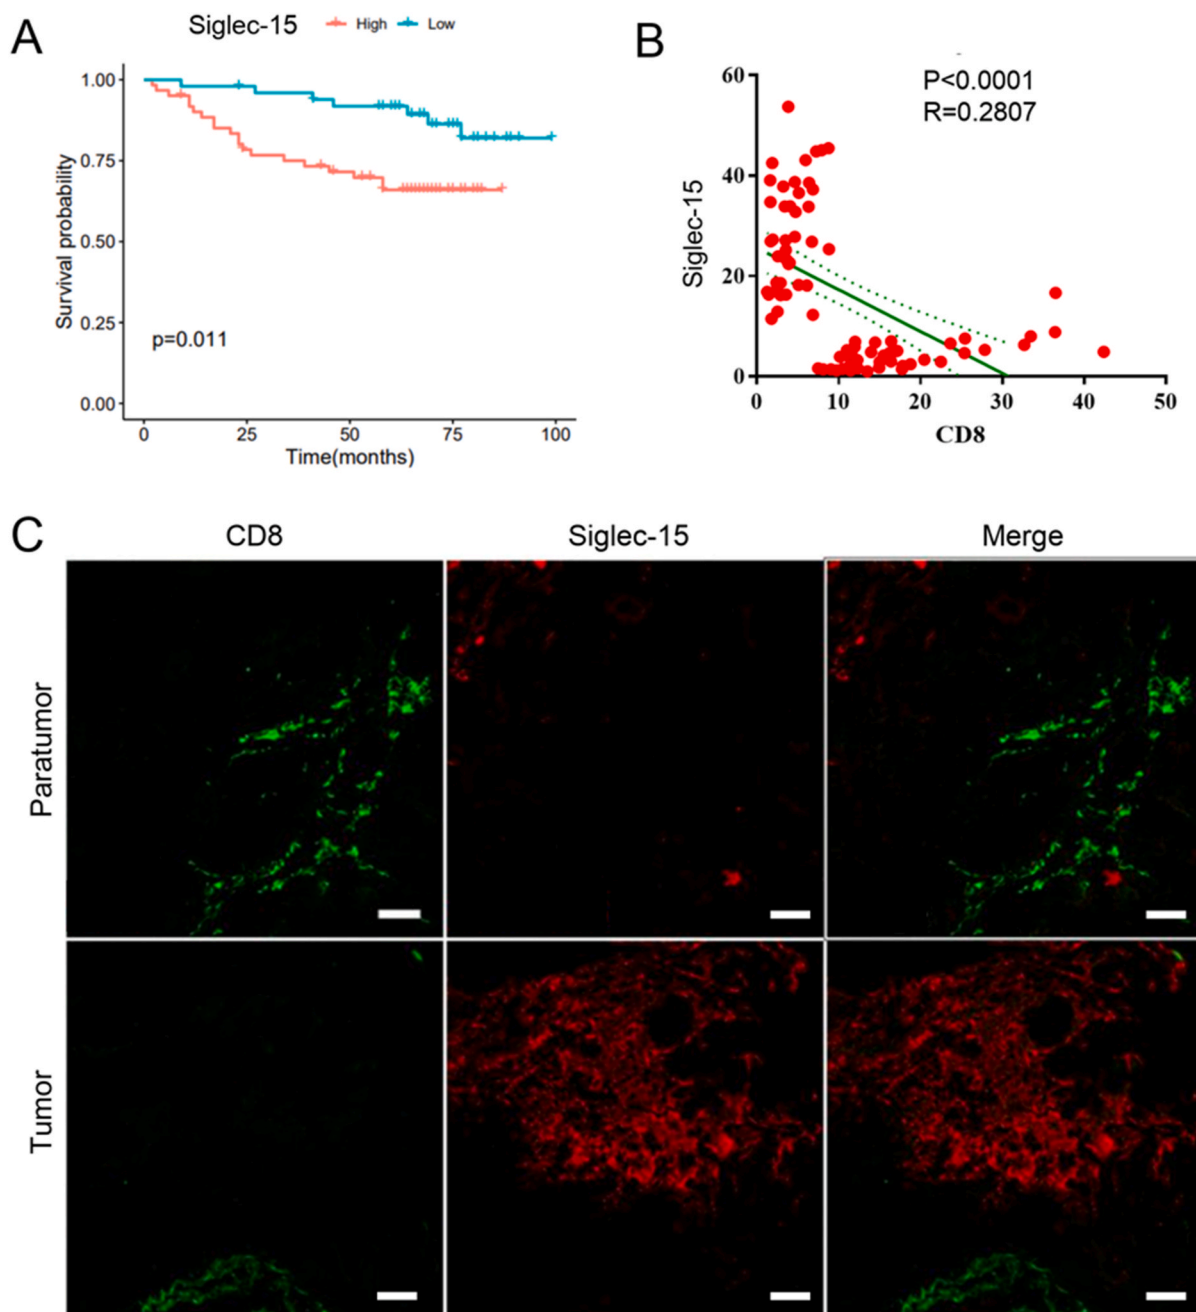 A
Siglec-15 High Low
Survival probability
1.00
0.75
0.50
0.25
0.00
p=0.011
0 25 50 75 100
Time(months)
B
P<0.0001
R=0.2807
Siglec-15
60
40
20
0
0 10 20 30 40 50
CD8
C
CD8 Siglec-15 Merge
Paratumor
Tumor